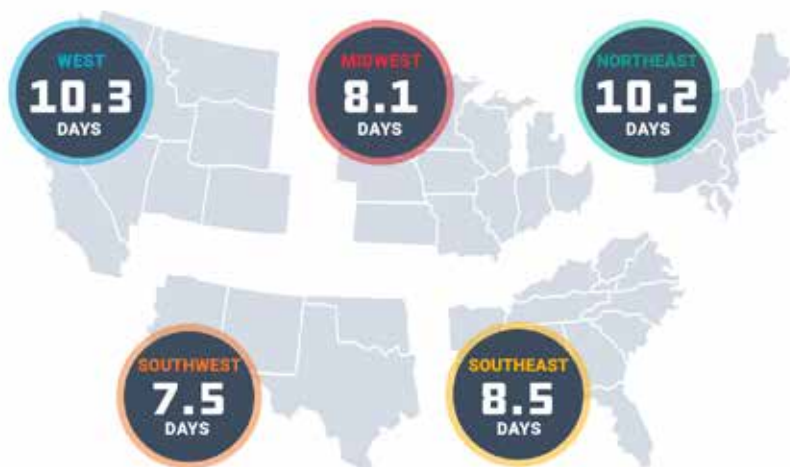 WEST
10.3
DAYS
MIDWEST
8.1
DAYS
NORTHEAST
10.2
DAYS
SOUTHWEST
7.5
DAYS
SOUTHEAST
8.5
DAYS